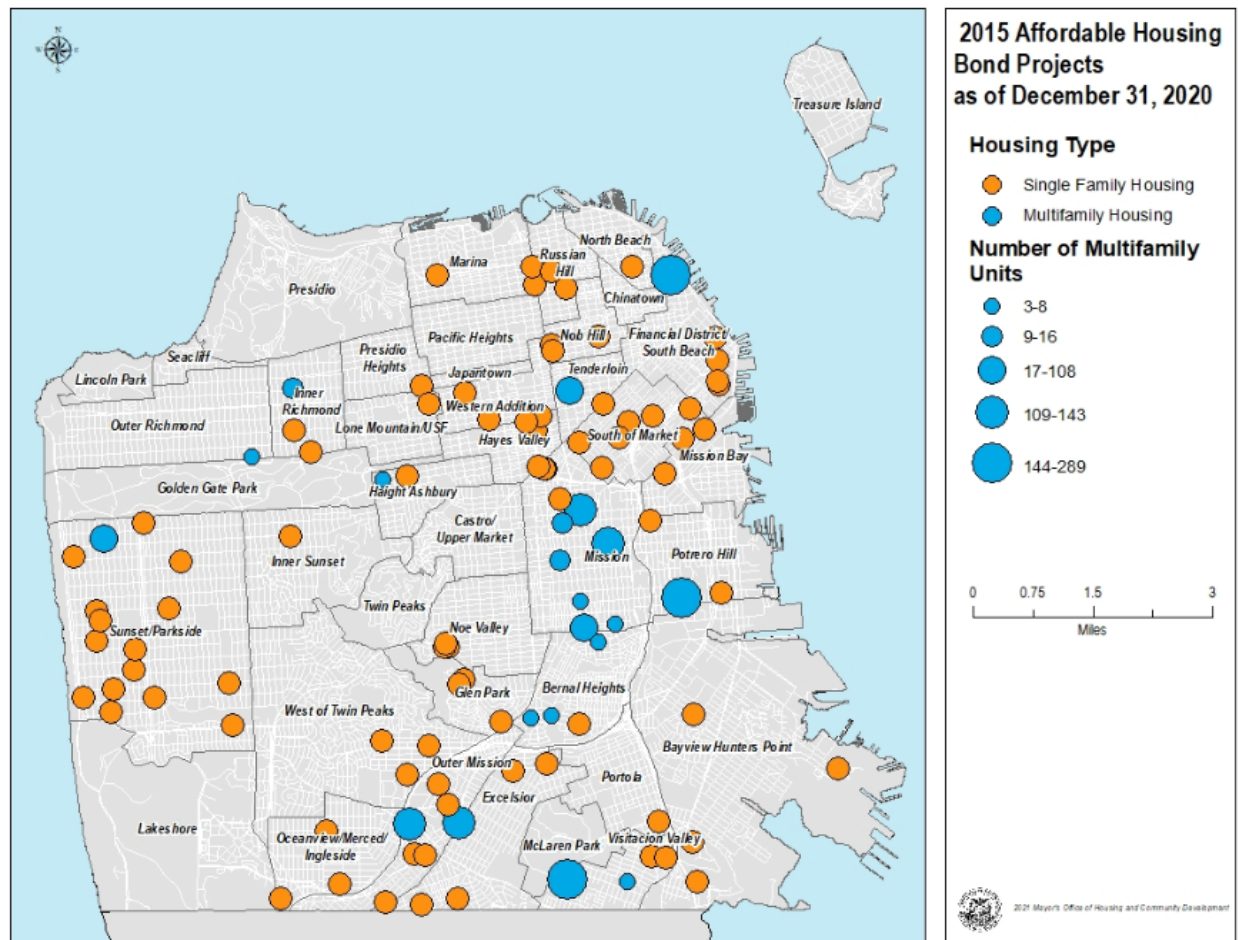 N
W
E
S
Treasure Island
North Beach
Russian
Hill
Marina
Presidio
Chinatown
Pacific Heights
Nob Hill
Financial District/
South Beach
Seacliff
Presidio
Heights
Lincoln Park
Japantown
Tenderloin
Inner
Richmond
Western Addition
Outer Richmond
Lone Mountain/USF
Hayes Valley
South of Market
Mission Bay
Golden Gate Park
Haight Ashbury
Castro/
Upper Market
Inner Sunset
Mission
Potrero Hill
Twin Peaks
Sunset/Parkside
Noe Valley
Glen Park
Bernal Heights
West of Twin Peaks
Bayview Hunters Point
Outer Mission
Portola
Excelsior
Lakeshore
Oceanview/Merced/
Ingleside
McLaren Park
Visitacion Valley
2015 Affordable Housing
Bond Projects
as of December 31, 2020
Housing Type
Single Family Housing
Multifamily Housing
Number of Multifamily
Units
3-8
9-16
17-108
109-143
144-289
0 0.75 1.5 3
Miles
2021 Mayor's Office of Housing and Community Development